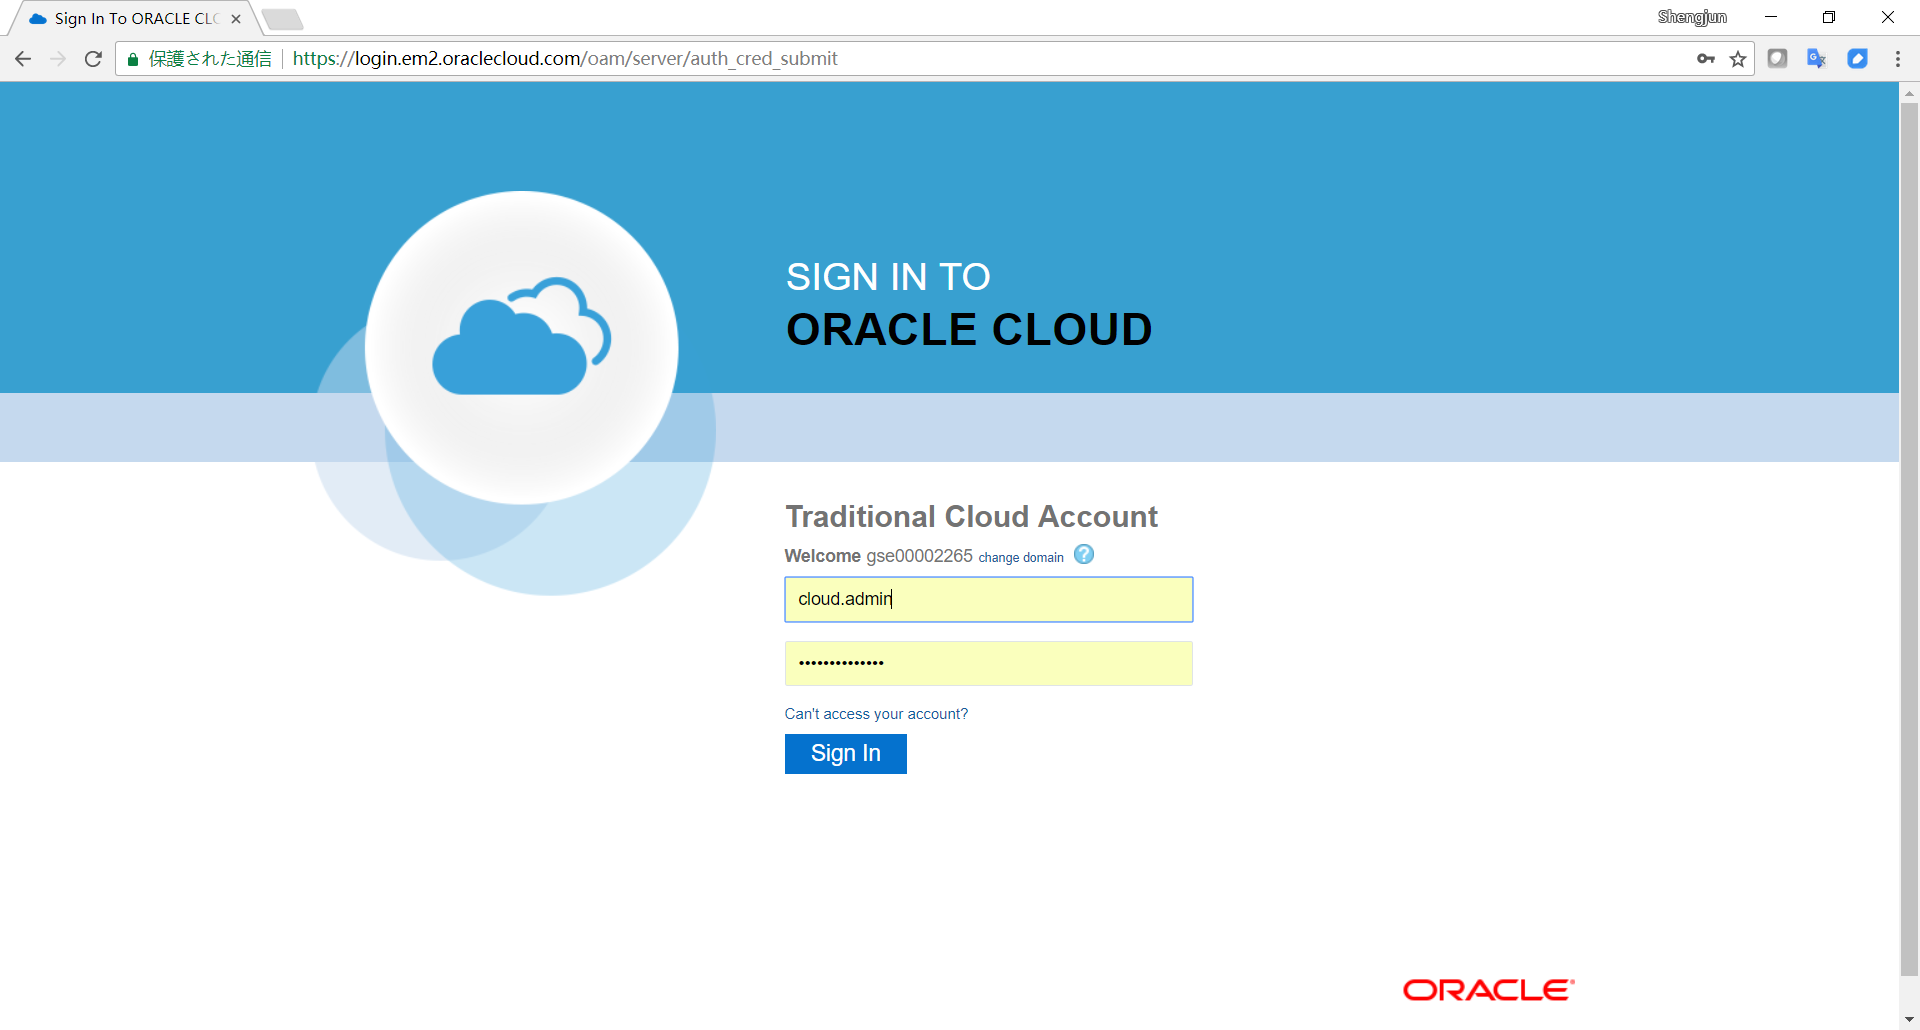 Sign In To ORACLE CLO
Shengjun
保護された通信
https://login.em2.oraclecloud.com/oam/server/auth_cred_submit
SIGN IN TO
ORACLE CLOUD
Traditional Cloud Account
Welcome gse00002265 change domain ?
cloud.admin
••••••••••••••
Can't access your account?
Sign In
ORACLE®